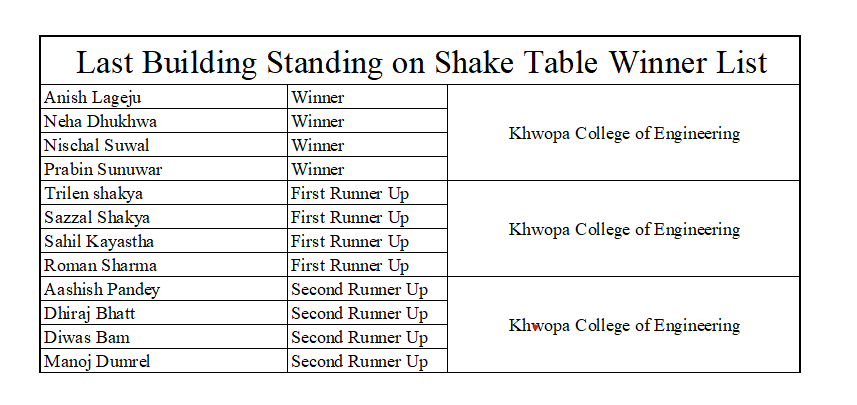 Last Building Standing on Shake Table Winner List
Anish Lageju Winner
Neha Dhukhwa Winner
Khwopa College of Engineering
Nischal Suwal Winner
Prabin Sunuwar Winner
Trilen shakya First Runner Up
Sazzal Shakya First Runner Up
Khwopa College of Engineering
Sahil Kayastha First Runner Up
Roman Sharma First Runner Up
Aashish Pandey Second Runner Up
Dhiraj Bhatt Second Runner Up
Khwopa College of Engineering
Diwas Bam Second Runner Up
Manoj Dumrel Second Runner Up